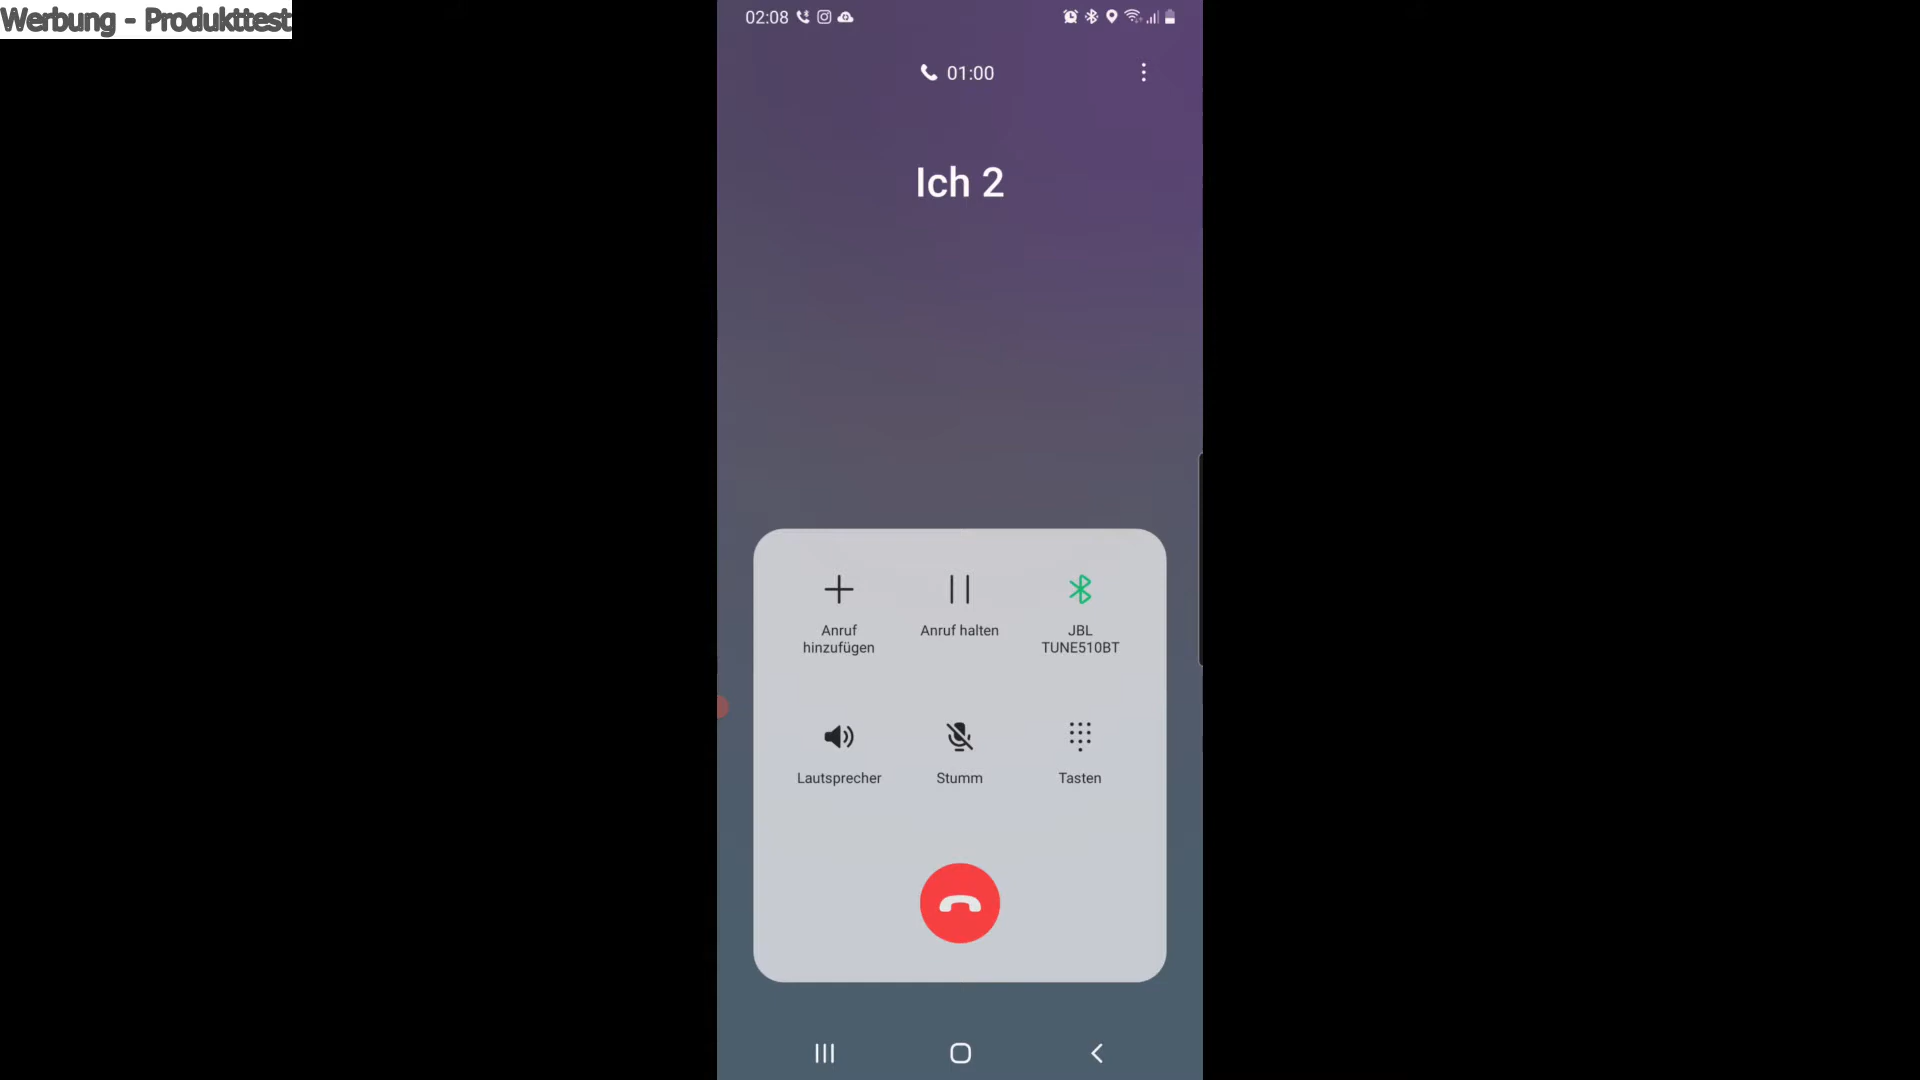 Werbung - Produkttest
02:08
01:00
Ich 2
Anruf
hinzufügen
Anruf halten
JBL
TUNE510BT
Lautsprecher
Stumm
Tasten